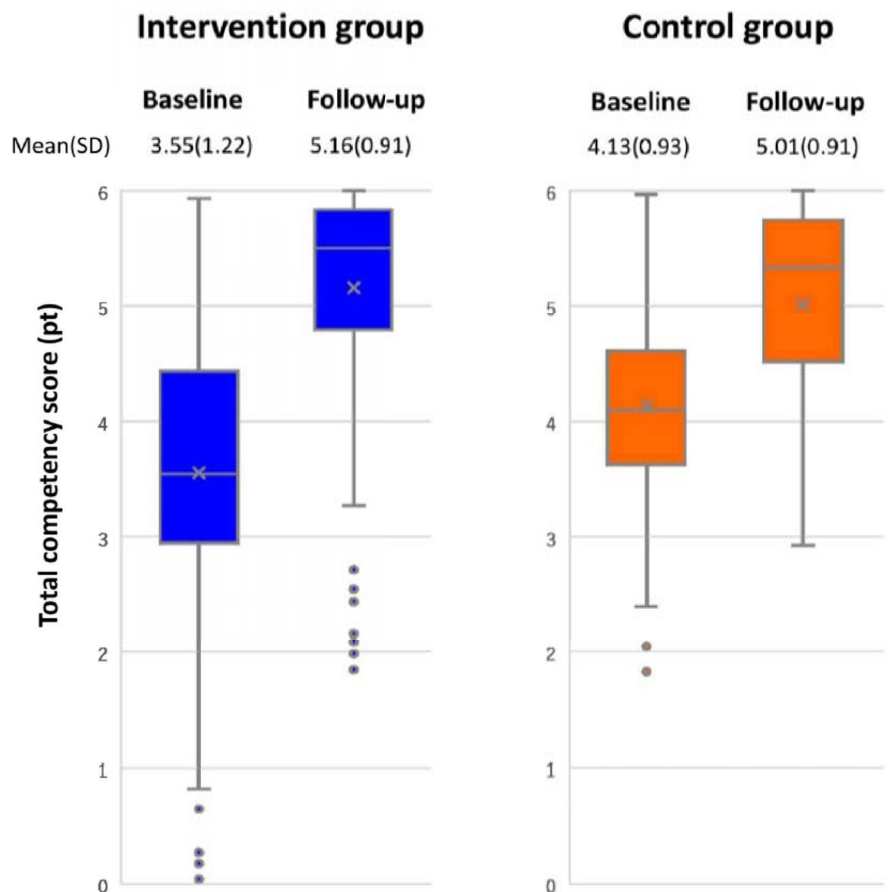 Intervention group Control group
Baseline Follow-up Baseline Follow-up
Mean(SD) 3.55(1.22) 5.16(0.91) 4.13(0.93) 5.01(0.91)
Total competency score (pt)
6 6
5 5
4 4
3 3
2 2
1 1
0 0